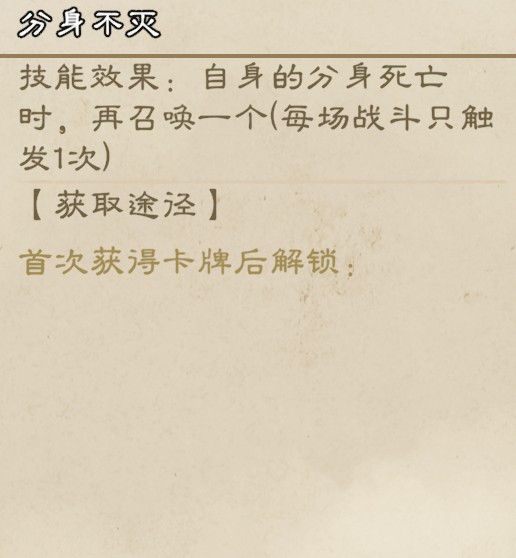 分身不灭
技能效果：自身的分身死亡
时，再召唤一个(每场战斗只触
发1次)
【获取途径】
首次获得卡牌后解锁；